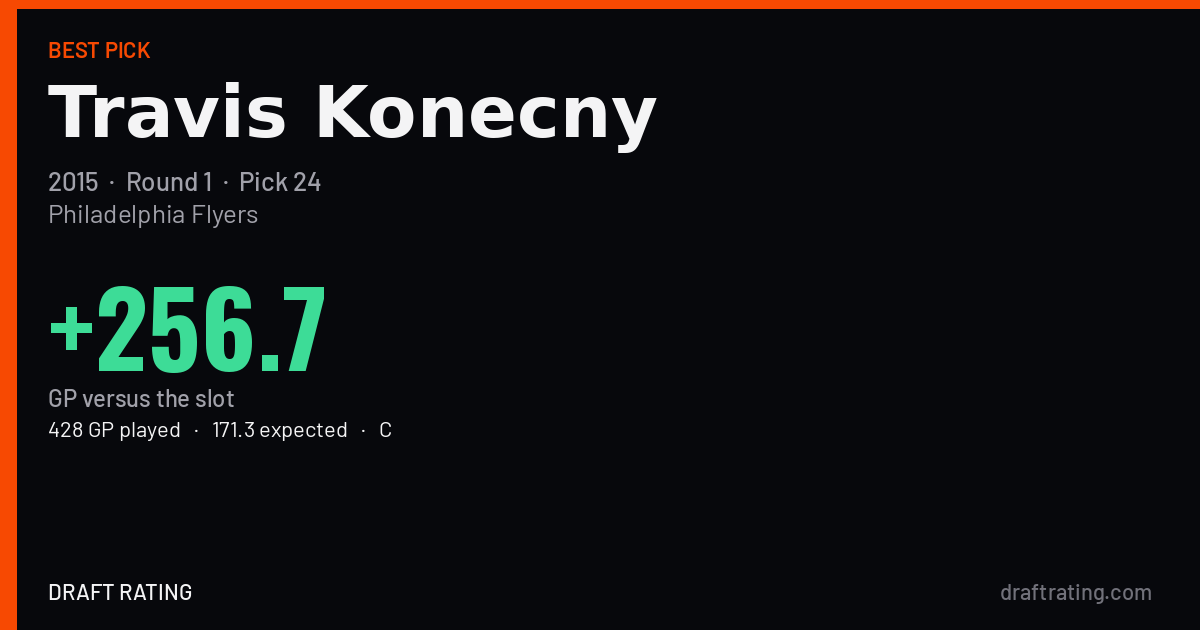 BEST PICK
Travis Konecny
2015 · Round 1 · Pick 24
Philadelphia Flyers
+256.7
GP versus the slot
428 GP played · 171.3 expected · C
DRAFT RATING
draftrating.com